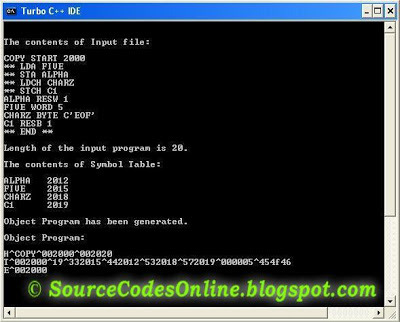 Turbo C++ IDE
The contents of Input file:
COPY START 2000
** LDA FIVE
** STA ALPHA
** LDCH CHARZ
** STCH C1
ALPHA RESW 1
FIVE WORD 5
CHARZ BYTE C'EOF'
C1 RESB 1
** END **
Length of the input program is 20.
The contents of Symbol Table:
ALPHA 2012
FIVE 2015
CHARZ 2018
C1 2019
Object Program has been generated.
Object Program:
H^COPY^002000^002020
T^002000^19^332015^442012^532018^572019^000005^454f46
E^002000
© SourceCodesOnline.blogspot.com